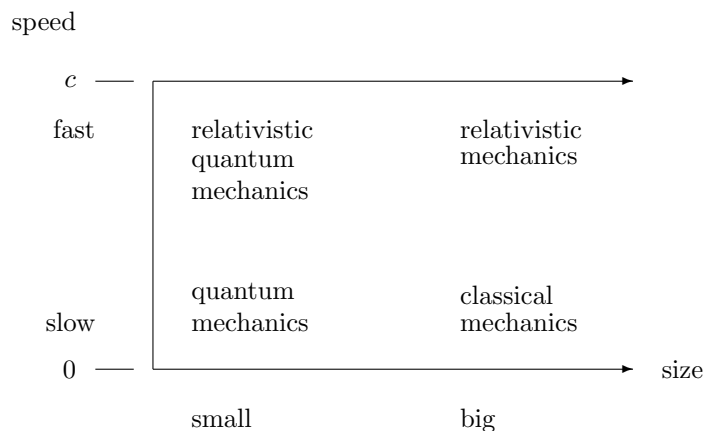 speed
c
fast
relativistic
quantum
mechanics
relativistic
mechanics
slow
quantum
mechanics
classical
mechanics
0
size
small
big